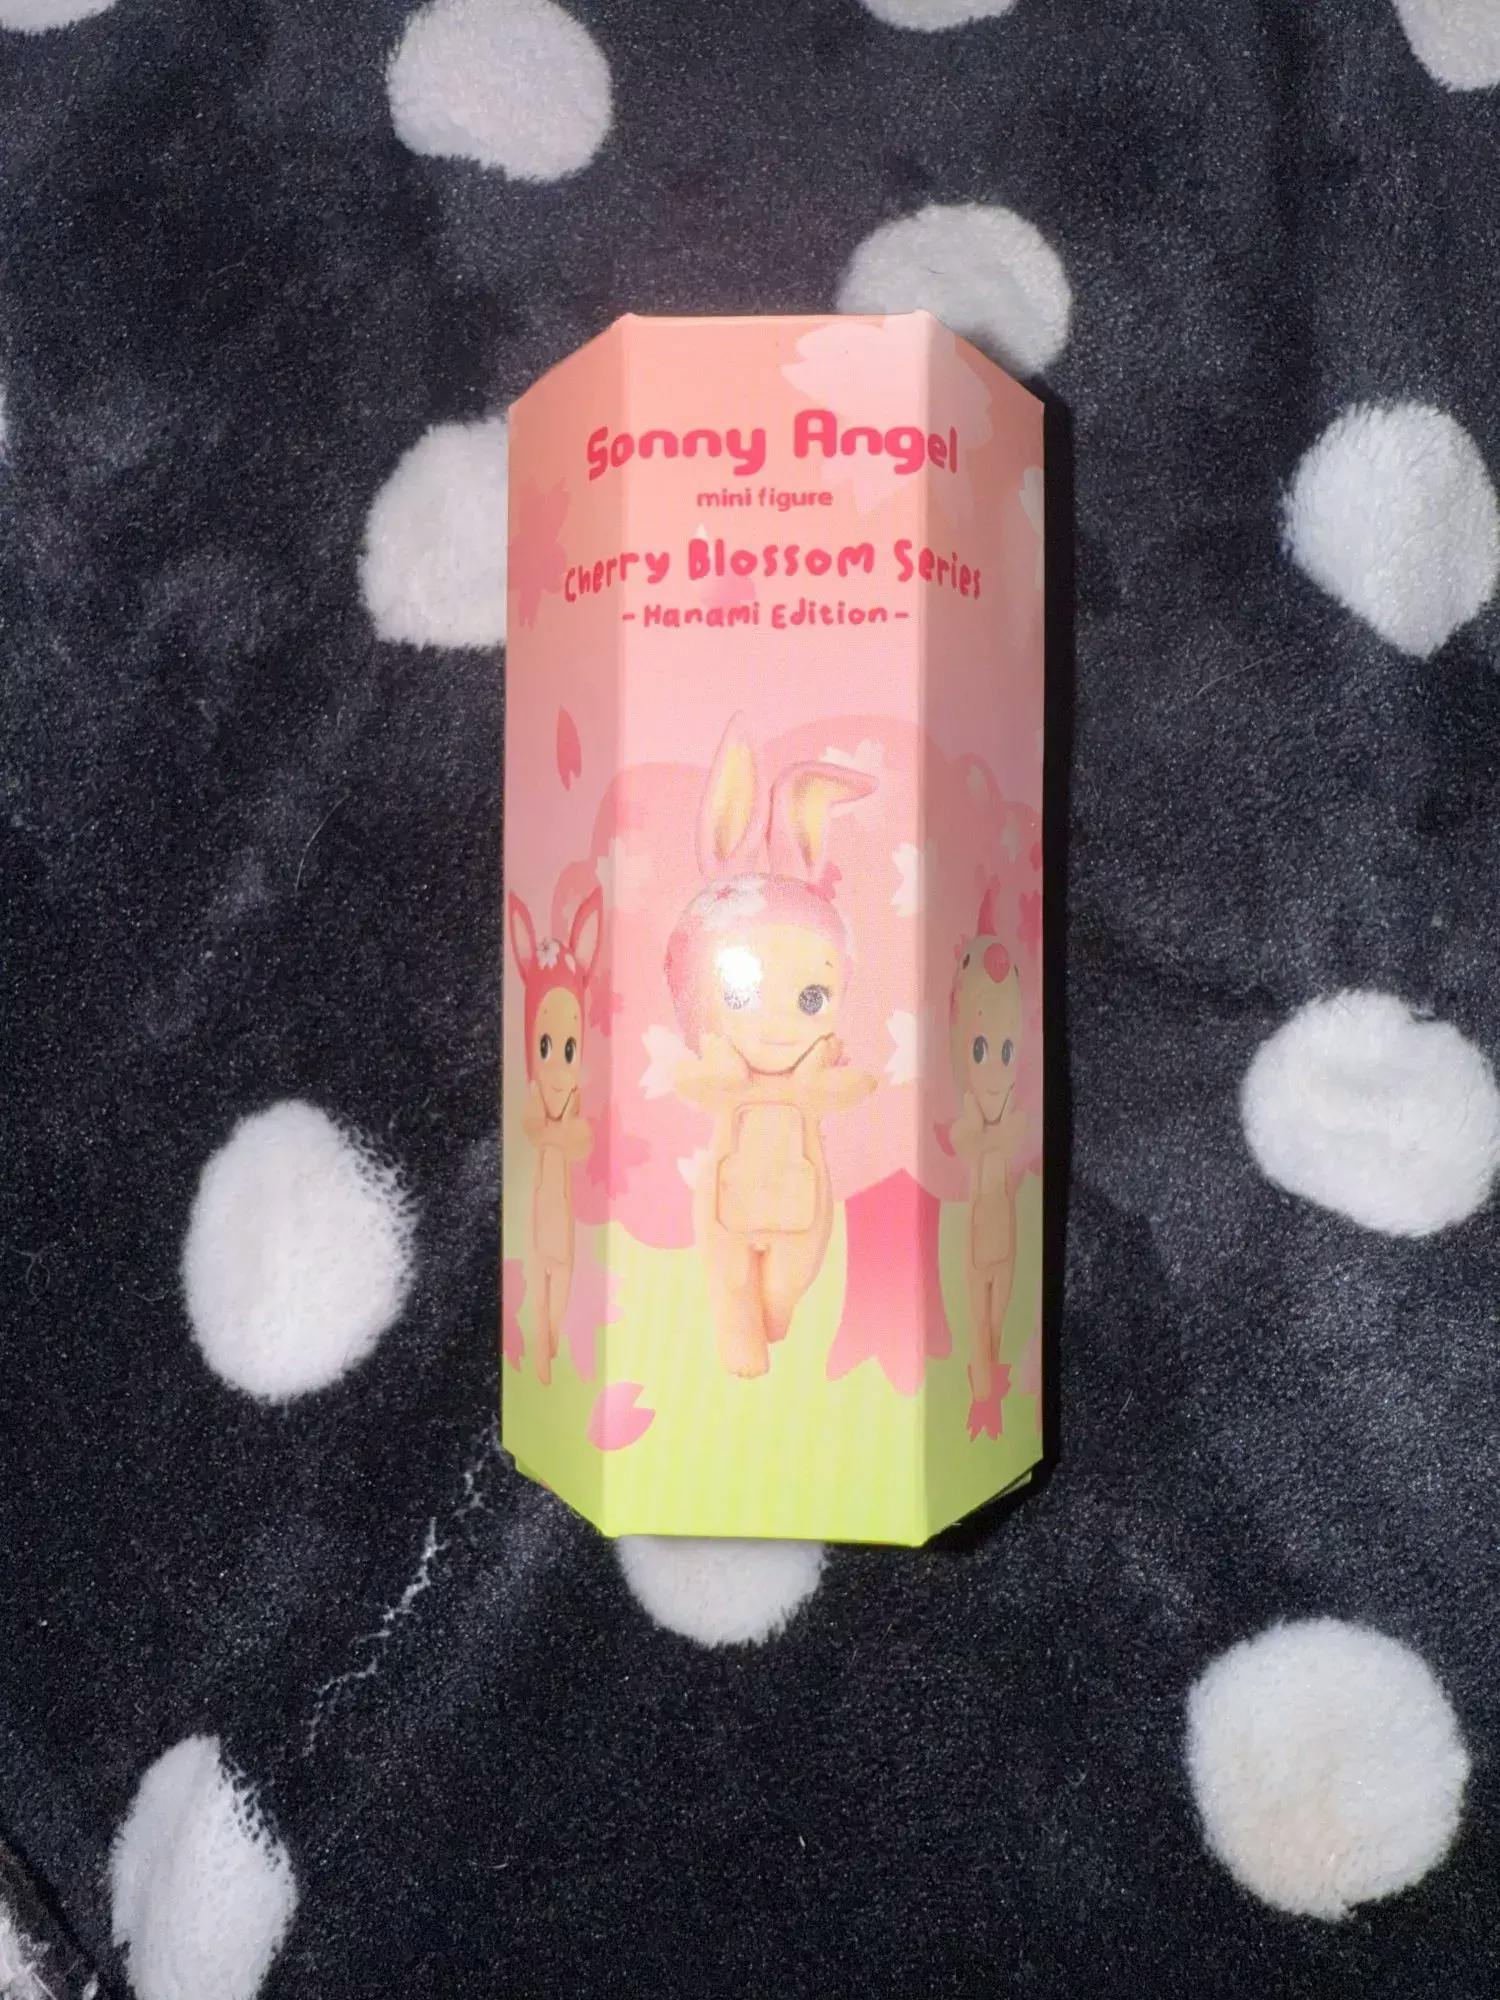 Sonny Angel
mini figure
Cherry Blossom Series
- Hanami Edition -